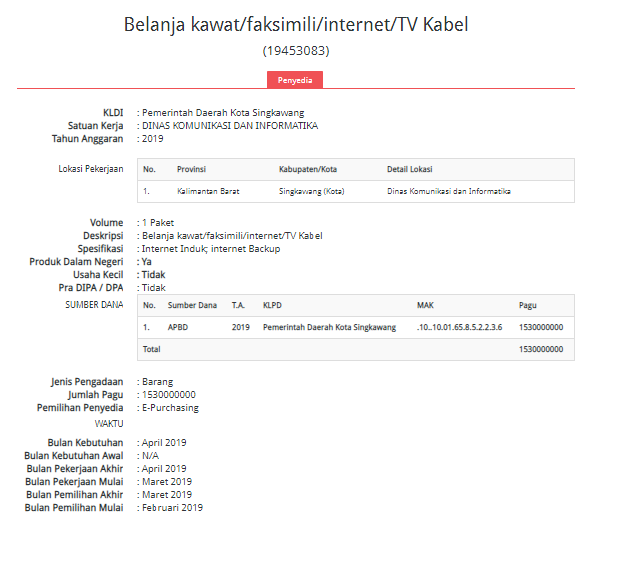 Belanja kawat/faksimili/internet/TV Kabel
(19453083)
Penyedia
KLDI : Pemerintah Daerah Kota Singkawang
Satuan Kerja : DINAS KOMUNIKASI DAN INFORMATIKA
Tahun Anggaran : 2019
Lokasi Pekerjaan No. Provinsi Kabupaten/Kota Detail Lokasi
1. Kalimantan Barat Singkawang (Kota) Dinas Komunikasi dan Informatika
Volume : 1 Paket
Deskripsi : Belanja kawat/faksimili/internet/TV Kabel
Spesifikasi : Internet Induk; internet Backup
Produk Dalam Negeri : Ya
Usaha Kecil : Tidak
Pra DIPA / DPA : Tidak
SUMBER DANA No. Sumber Dana T.A. KLPD MAK Pagu
1. APBD 2019 Pemerintah Daerah Kota Singkawang .10..10.01.65.8.5.2.2.3.6 1530000000
Total 1530000000
Jenis Pengadaan : Barang
Jumlah Pagu : 1530000000
Pemilihan Penyedia : E-Purchasing
WAKTU
Bulan Kebutuhan : April 2019
Bulan Kebutuhan Awal : N/A
Bulan Pekerjaan Akhir : April 2019
Bulan Pekerjaan Mulai : Maret 2019
Bulan Pemilihan Akhir : Maret 2019
Bulan Pemilihan Mulai : Februari 2019